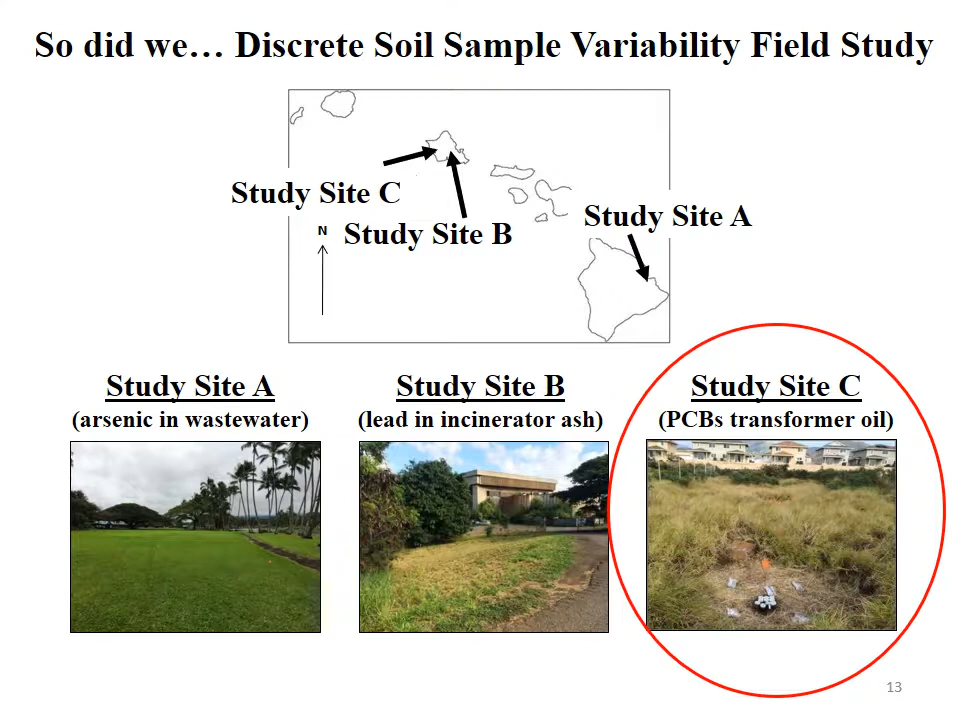 So did we… Discrete Soil Sample Variability Field Study
Study Site C
Study Site A
N
Study Site B
Study Site A
(arsenic in wastewater)
Study Site B
(lead in incinerator ash)
Study Site C
(PCBs transformer oil)
13